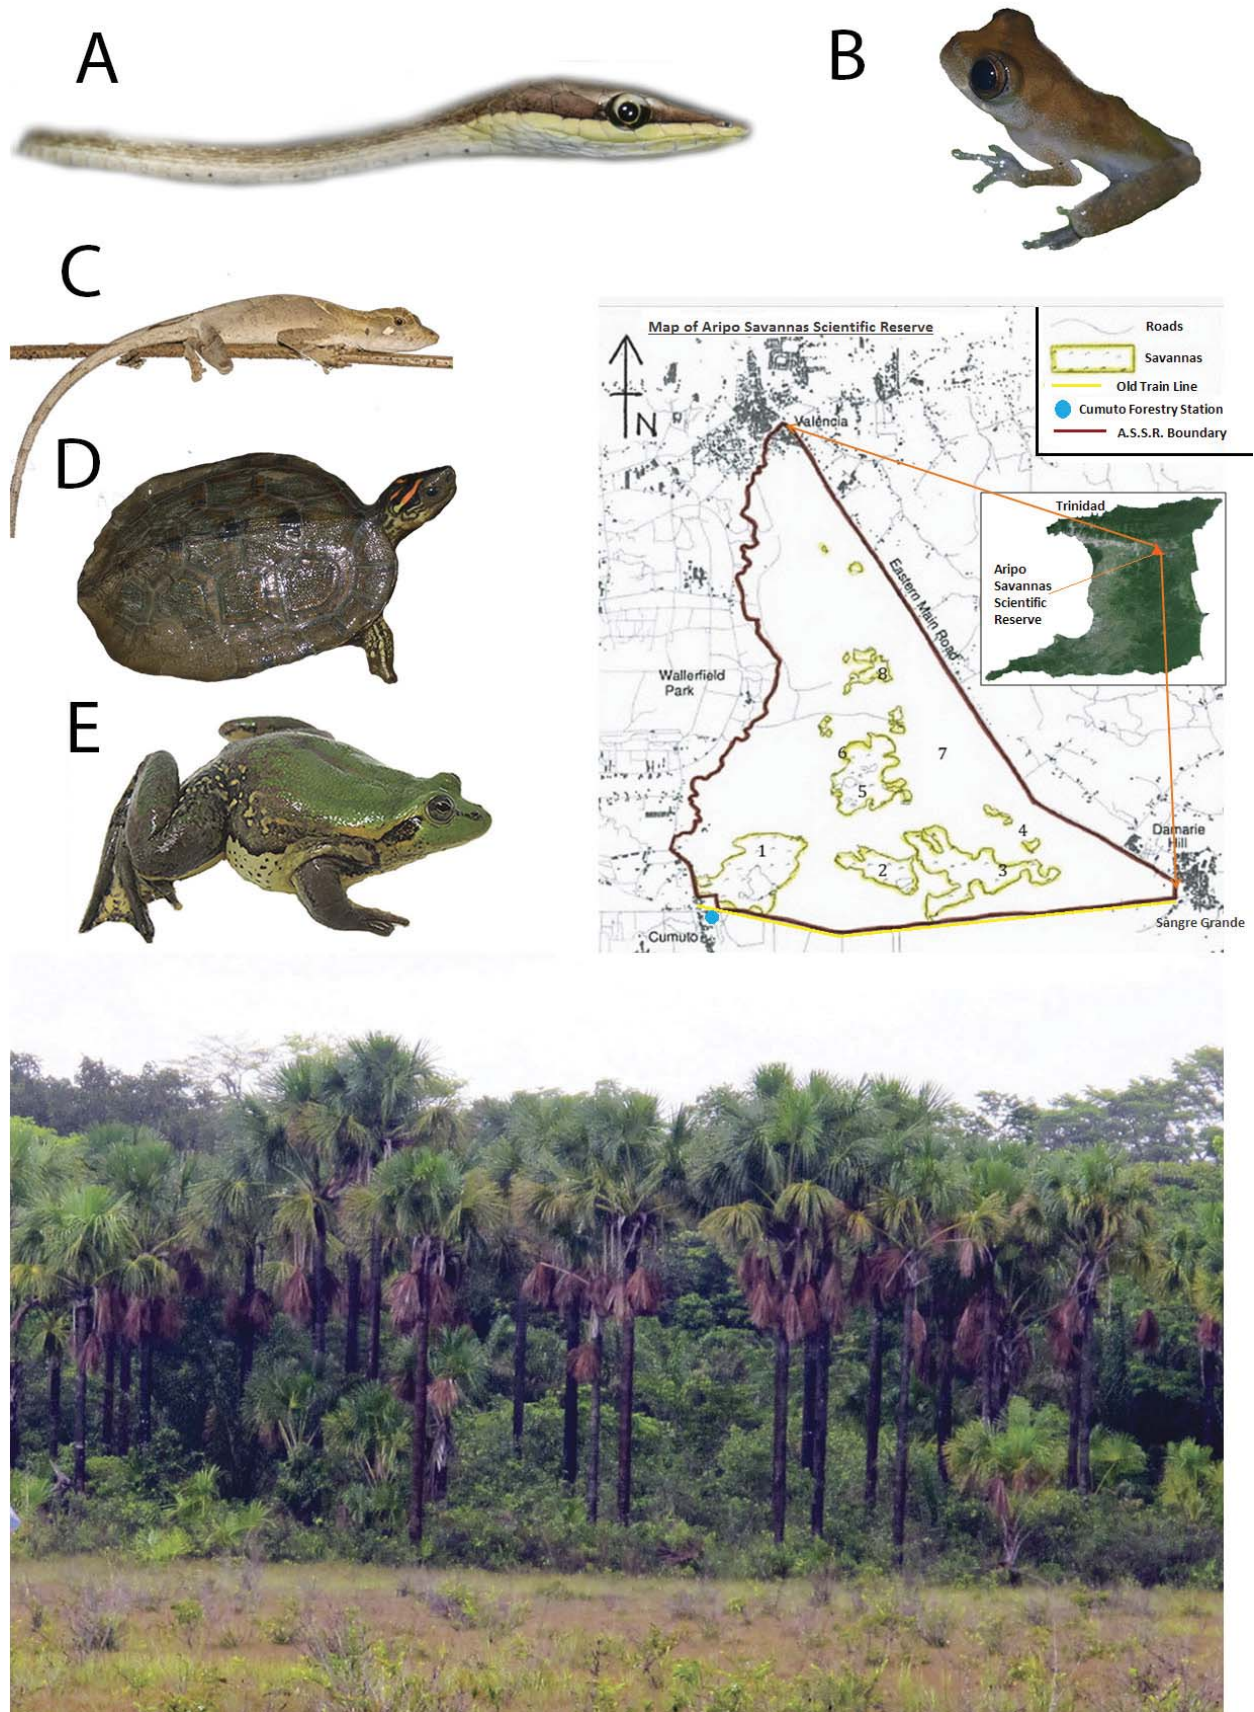 A
B
C
D
E
Map of Aripo Savannas Scientific Reserve
N
Roads
Savannas
Old Train Line
Cumuto Forestry Station
A.S.S.R. Boundary
Valencia
Trinidad
Aripo
Savannas
Scientific
Reserve
Eastern Main Road
Wallerfield
Park
8
6
7
5
4
1
2
3
Damarie
Hill
Sangre Grande
Cumuto